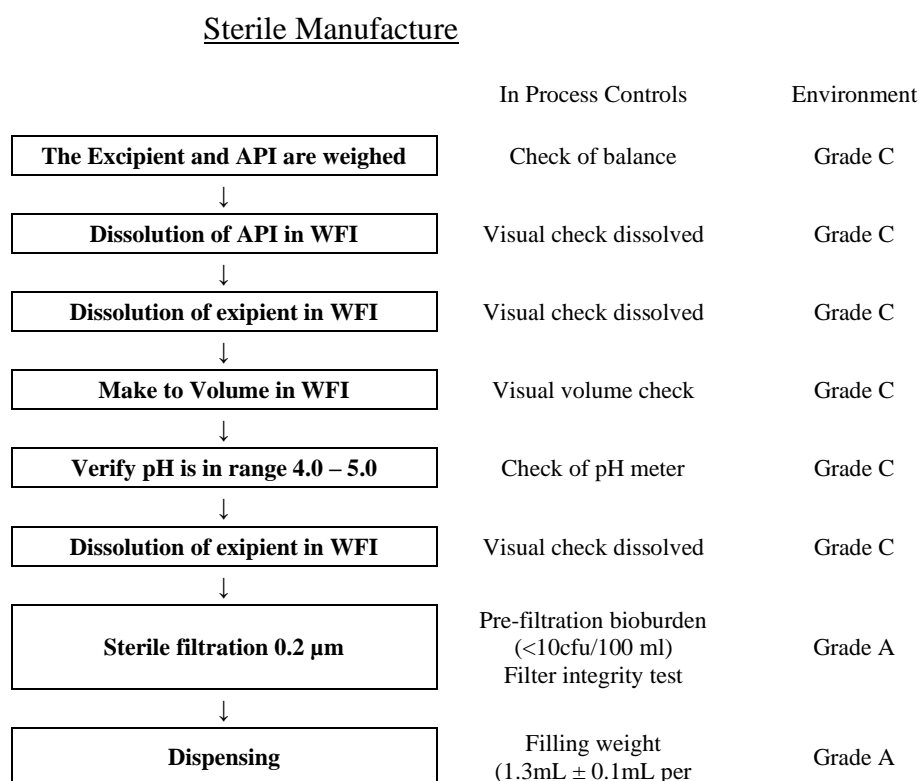 Sterile Manufacture
In Process Controls Environment
The Excipient and API are weighed Check of balance Grade C
↓
Dissolution of API in WFI Visual check dissolved Grade C
↓
Dissolution of exipient in WFI Visual check dissolved Grade C
↓
Make to Volume in WFI Visual volume check Grade C
↓
Verify pH is in range 4.0 – 5.0 Check of pH meter Grade C
↓
Dissolution of exipient in WFI Visual check dissolved Grade C
↓
Pre-filtration bioburden
Sterile filtration 0.2 µm (<10cfu/100 ml) Grade A
Filter integrity test
↓
Dispensing Filling weight Grade A
(1.3mL ± 0.1mL per